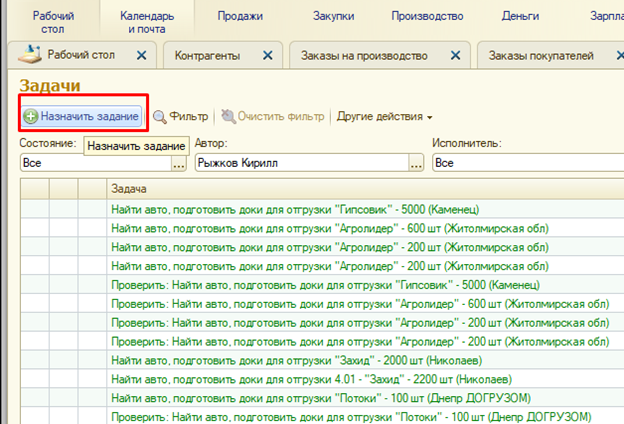 Рабочий стол
Календарь и почта
Продажи
Закупки
Производство
Деньги
Зарпла
Рабочий стол
Контрагенты
Заказы на производство
Заказы покупателей
Задачи
Назначить задание
Фильтр
Очистить фильтр
Другие действия
Назначить задание
Состояние:
Автор:
Исполнитель:
Все
...
Рыжков Кирилл
...
Все
Задача
Найти авто, подготовить доки для отгрузки "Гипсовик" - 5000 (Каменец)
Найти авто, подготовить доки для отгрузки "Агролидер" - 600 шт (Житолмирская обл)
Найти авто, подготовить доки для отгрузки "Агролидер" - 200 шт (Житолмирская обл)
Найти авто, подготовить доки для отгрузки "Агролидер" - 200 шт (Житолмирская обл)
Проверить: Найти авто, подготовить доки для отгрузки "Гипсовик" - 5000 (Каменец)
Проверить: Найти авто, подготовить доки для отгрузки "Агролидер" - 600 шт (Житолмирская обл)
Проверить: Найти авто, подготовить доки для отгрузки "Агролидер" - 200 шт (Житолмирская обл)
Проверить: Найти авто, подготовить доки для отгрузки "Агролидер" - 200 шт (Житолмирская обл)
Найти авто, подготовить доки для отгрузки "Захид" - 2000 шт (Николаев)
Найти авто, подготовить доки для отгрузки 4.01 - "Захид" - 2200 шт (Николаев)
Найти авто, подготовить доки для отгрузки "Потоки" - 100 шт (Днепр ДОГРУЗОМ)
Проверить: Найти авто, подготовить доки для отгрузки "Потоки" - 100 шт (Днепр ДОГРУЗОМ)